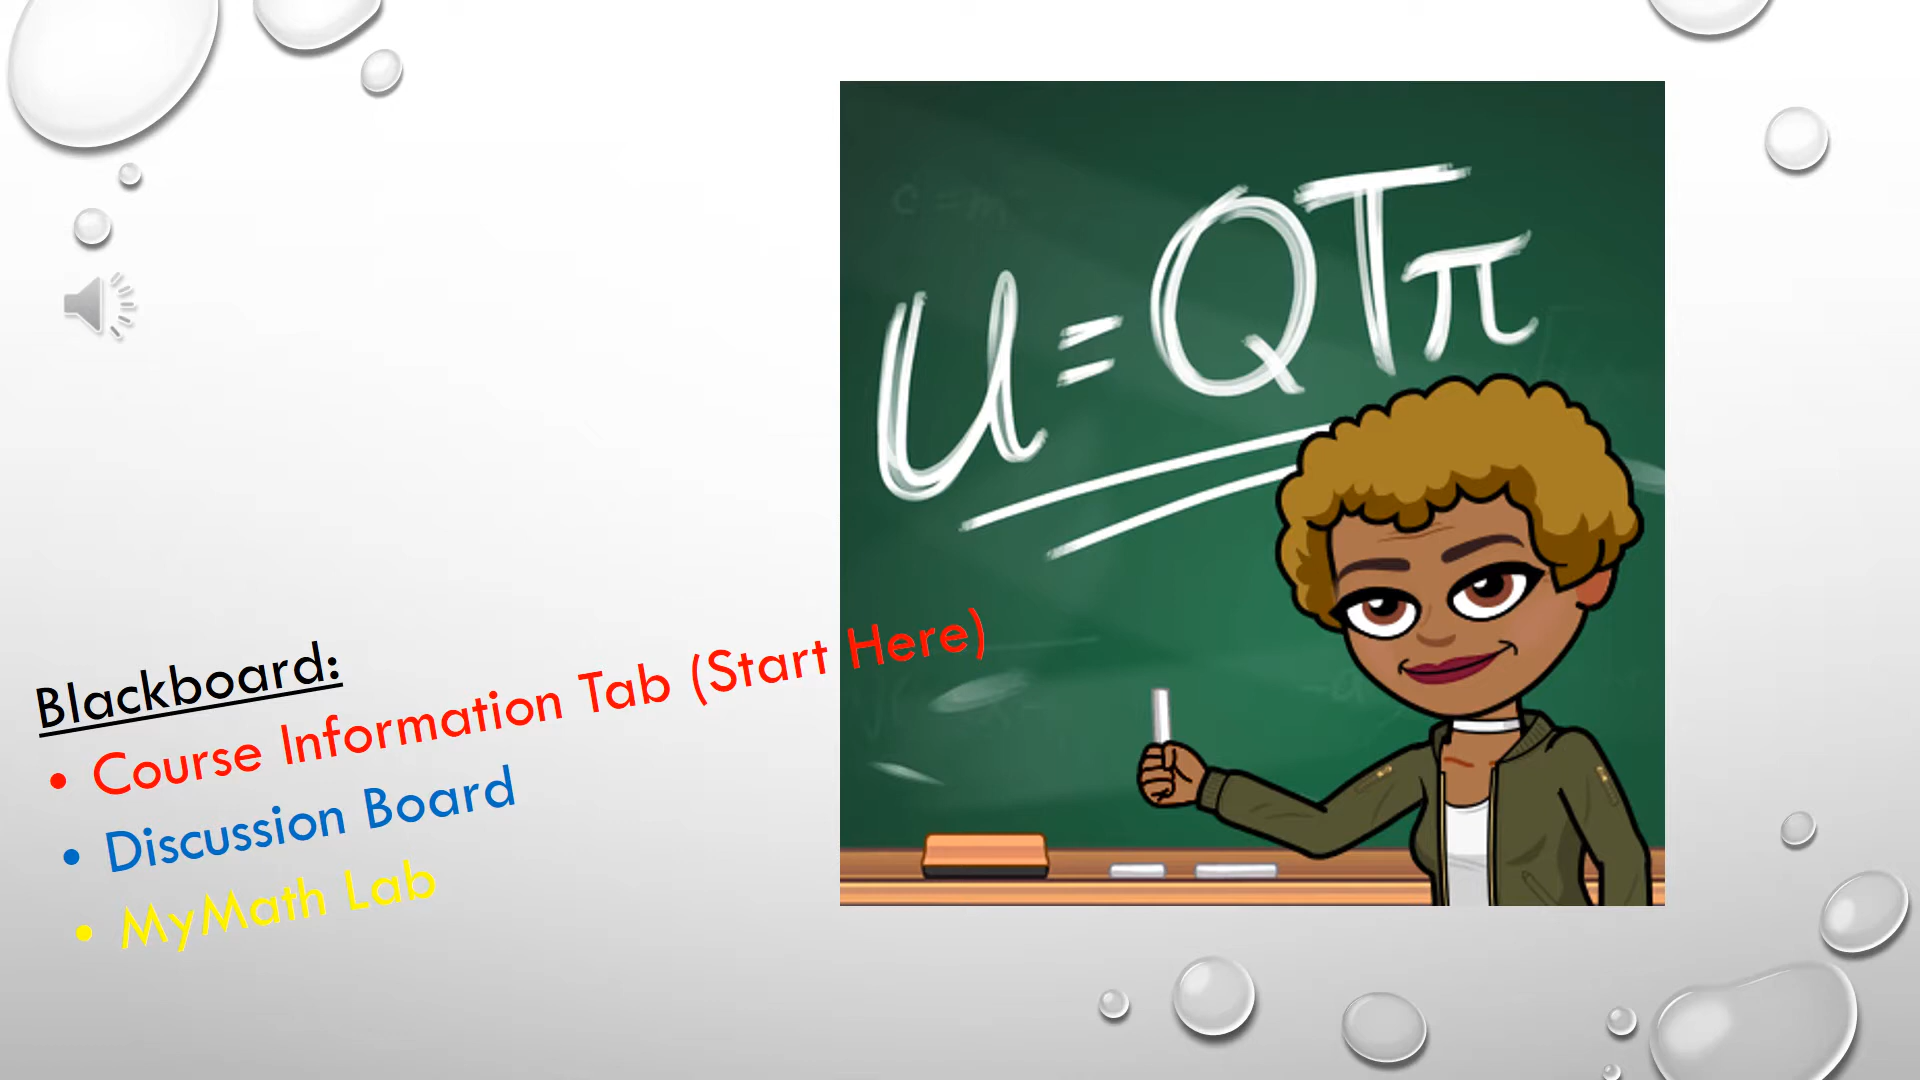 U=QTπ
Blackboard:
• Course Information Tab (Start Here)
• Discussion Board
• MyMath Lab